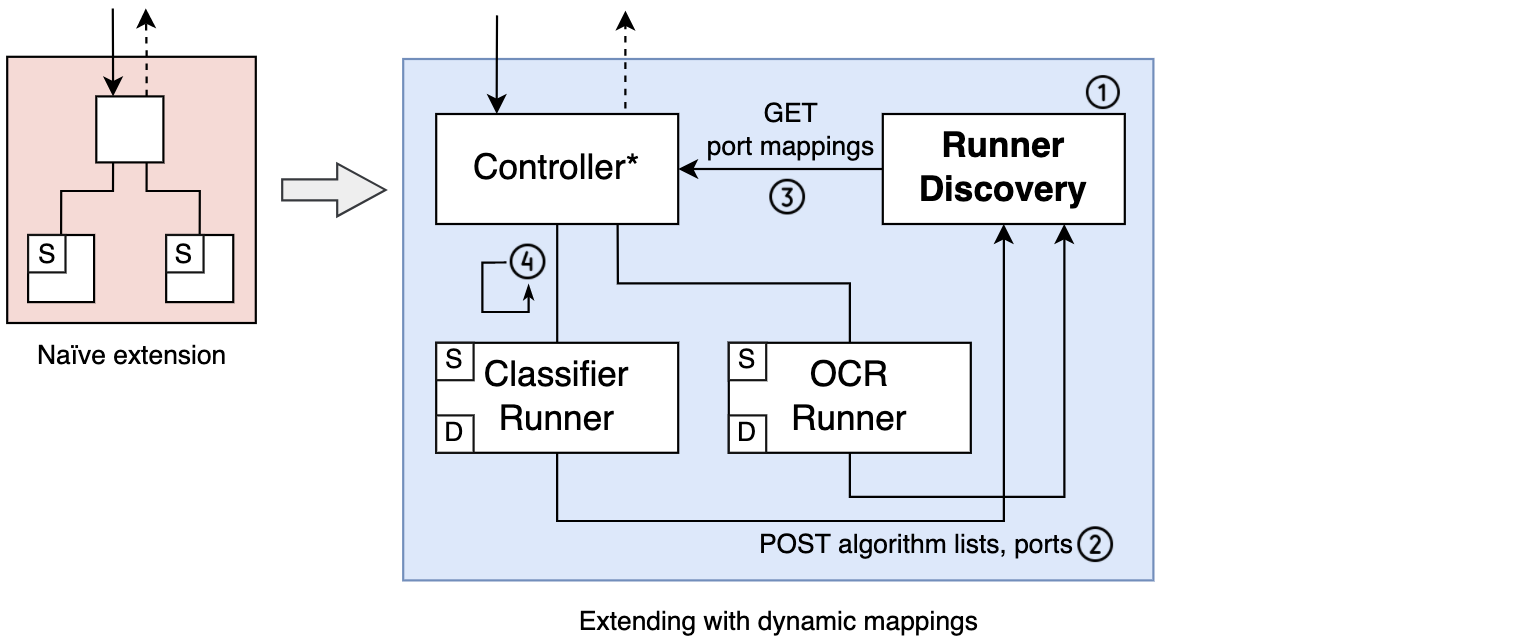 S
S
Naïve extension
Controller*
GET
port mappings
③
①
Runner
Discovery
④
S
Classifier
Runner
D
S
OCR
Runner
D
POST algorithm lists, ports ②
Extending with dynamic mappings